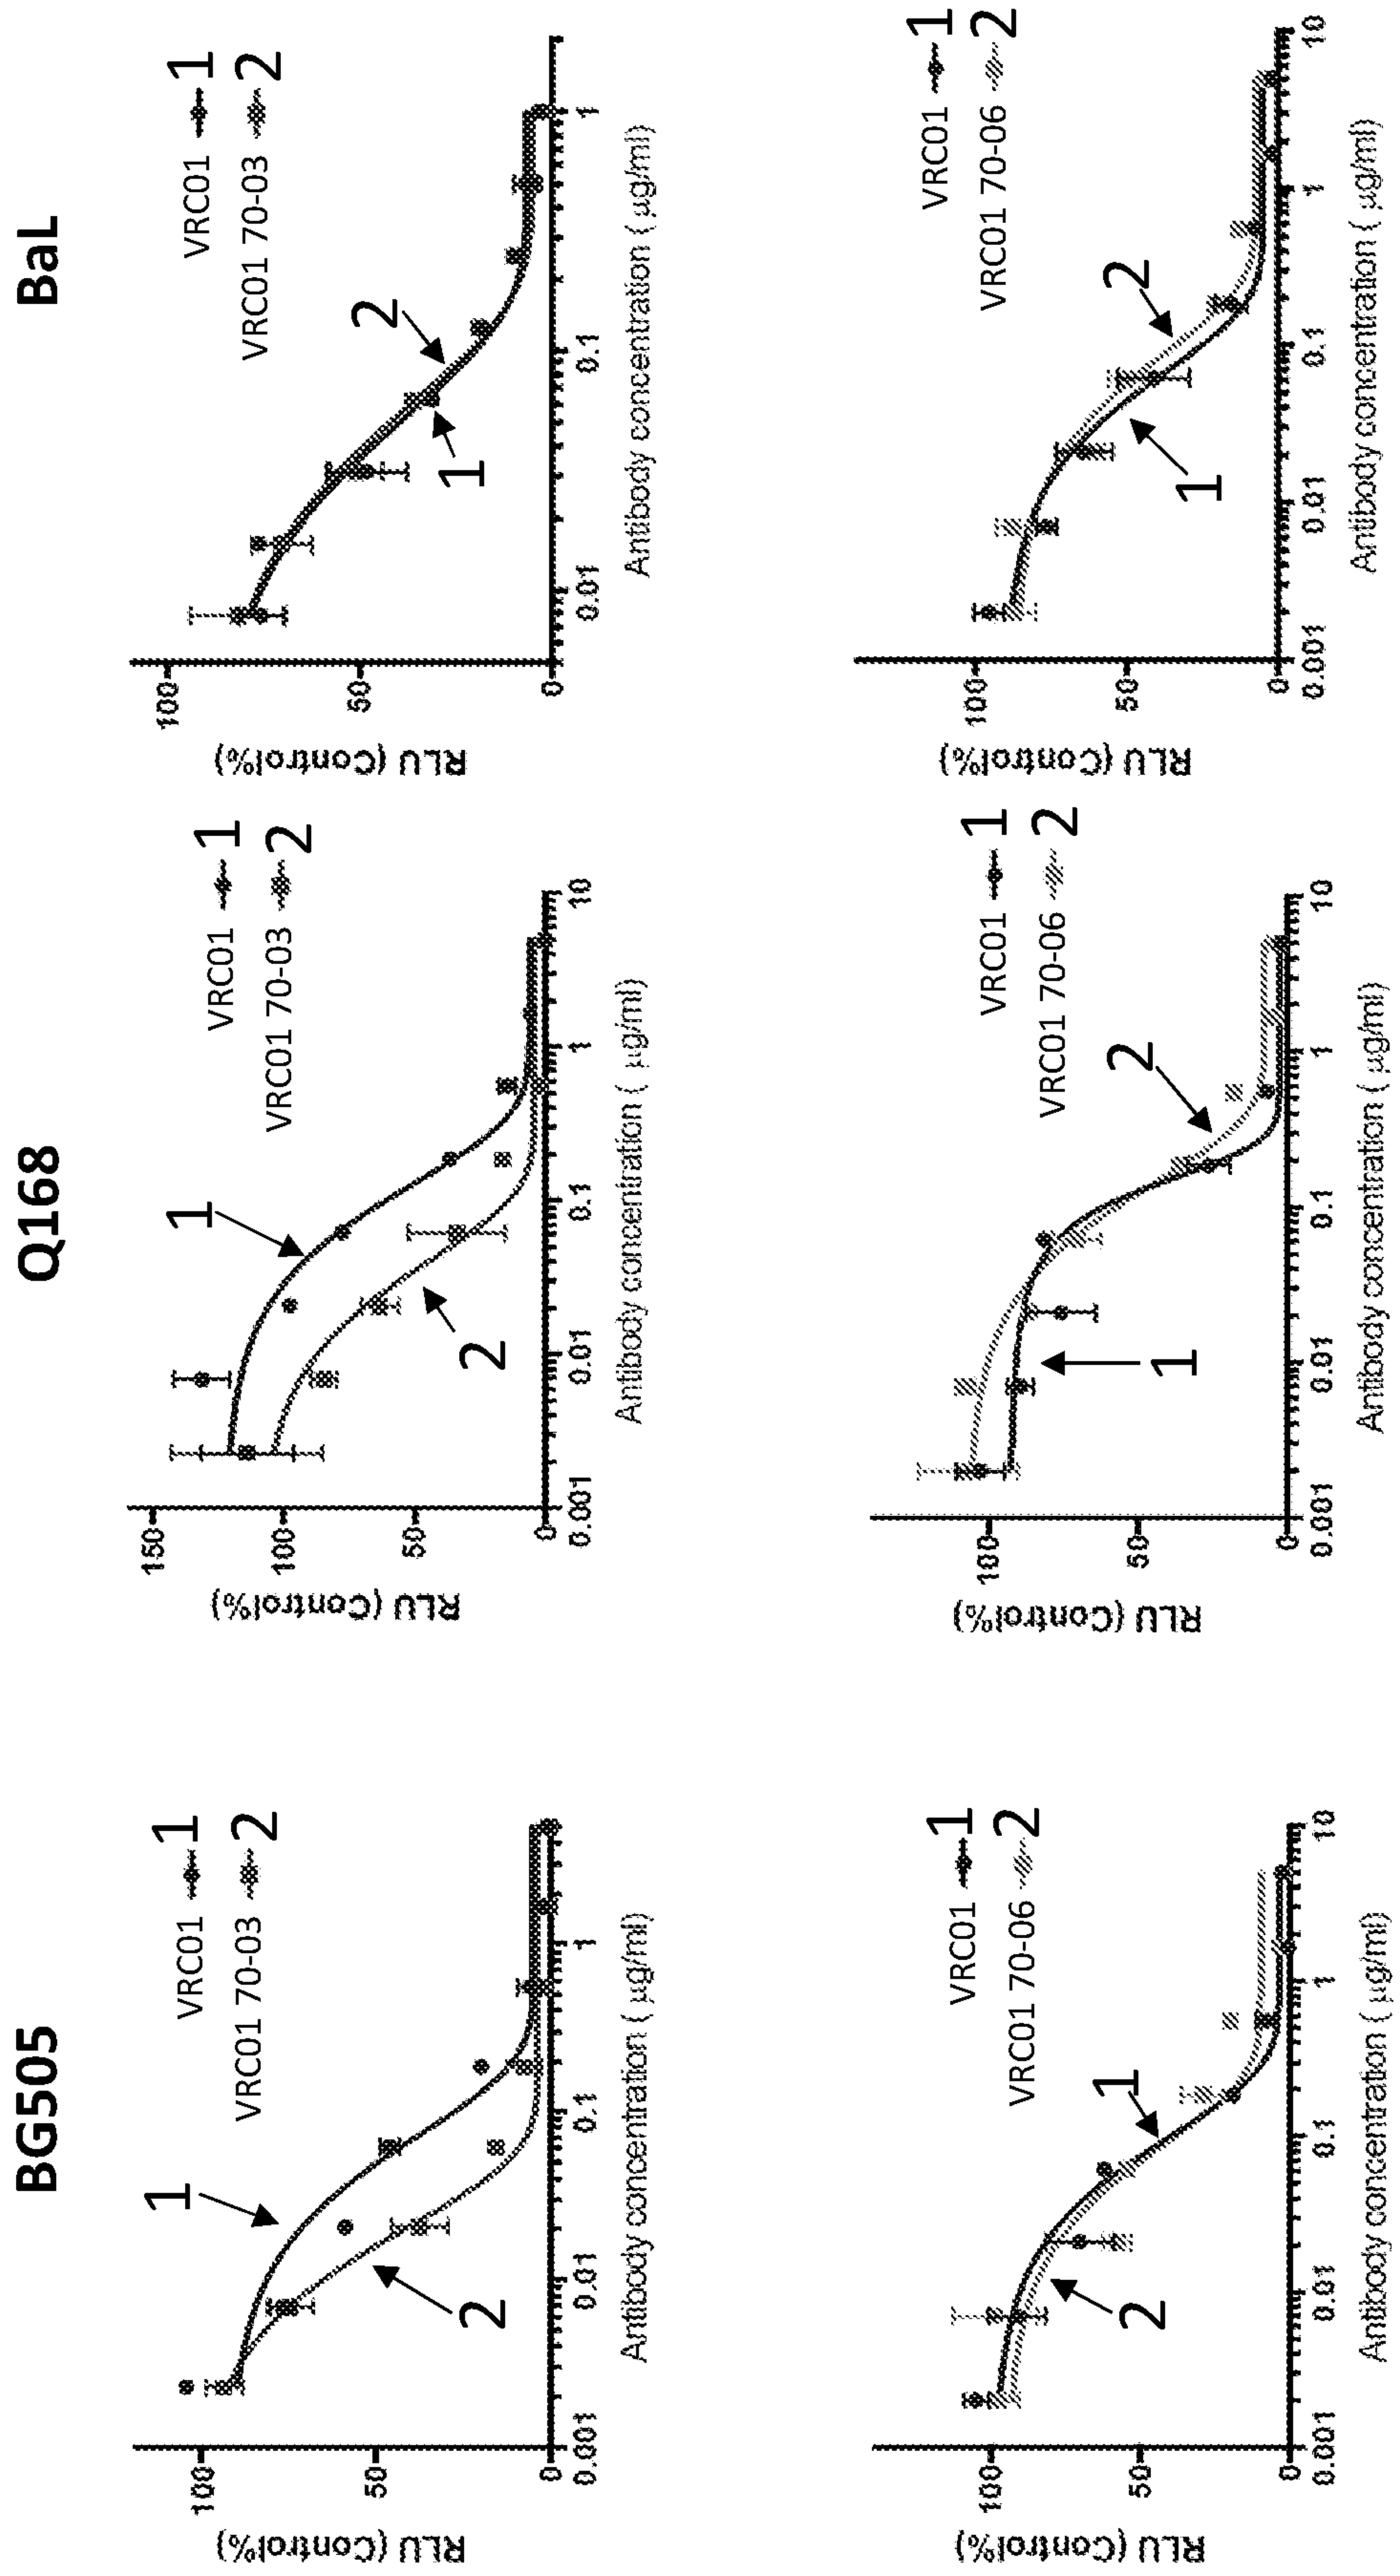 BG505
Q168
BaL
VRC01 1
VRC01 70-03 2
RLU (Control%)
100
50
0
1
2
0.001
0.01
0.1
1
Antibody concentration ( µg/ml)
VRC01 1
VRC01 70-03 2
RLU (Control%)
150
100
50
0
1
2
0.001
0.01
0.1
1
10
Antibody concentration ( µg/ml)
VRC01 1
VRC01 70-03 2
RLU (Control%)
100
50
0
2
1
0.01
0.1
1
Antibody concentration ( µg/ml)
VRC01 1
VRC01 70-06 2
RLU (Control%)
100
50
0
1
2
0.001
0.01
0.1
1
10
Antibody concentration ( µg/ml)
VRC01 1
VRC01 70-06 2
RLU (Control%)
100
50
0
2
1
0.001
0.01
0.1
1
10
Antibody concentration ( µg/ml)
VRC01 1
VRC01 70-06 2
RLU (Control%)
100
50
0
2
1
0.001
0.01
0.1
1
10
Antibody concentration ( µg/ml)